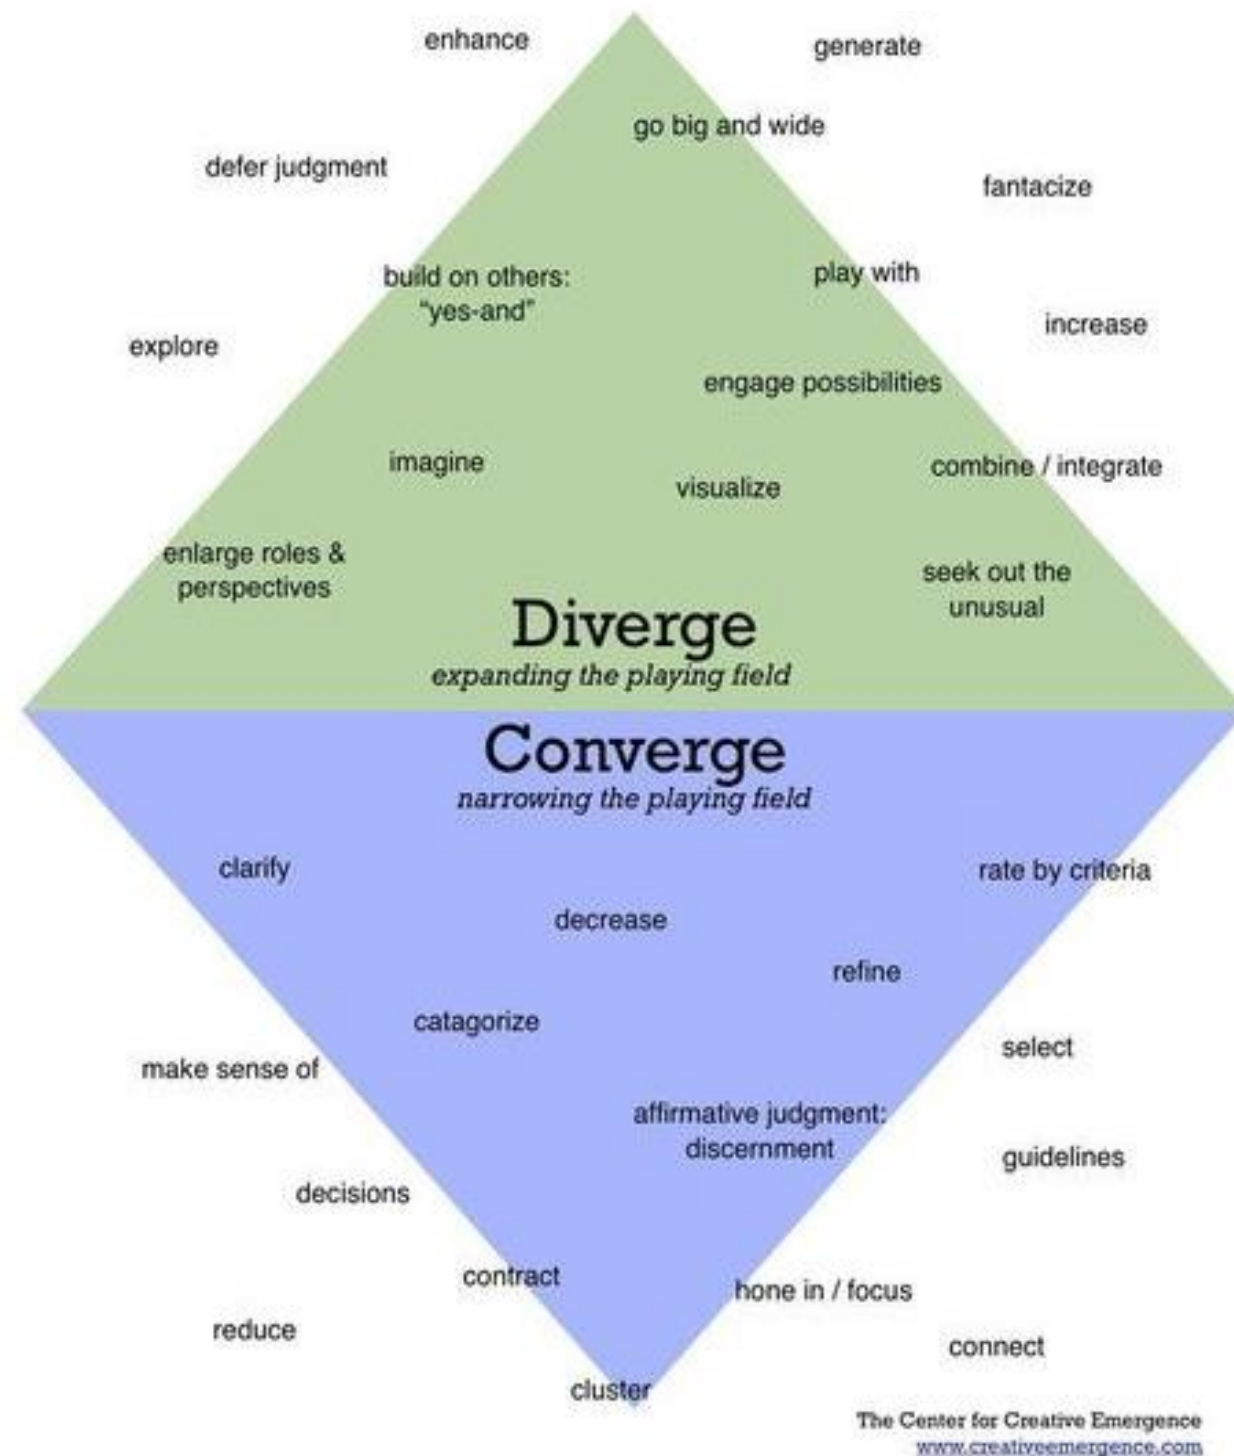 enhance
generate
go big and wide
defer judgment
fantacize
build on others:
“yes-and”
play with
increase
explore
engage possibilities
imagine
visualize
combine / integrate
enlarge roles &
perspectives
seek out the
unusual
Diverge
expanding the playing field
Converge
narrowing the playing field
clarify
rate by criteria
decrease
refine
catagorize
select
make sense of
affirmative judgment:
discernment
guidelines
decisions
contract
hone in / focus
reduce
connect
cluster
The Center for Creative Emergence
www.creativeemergence.com